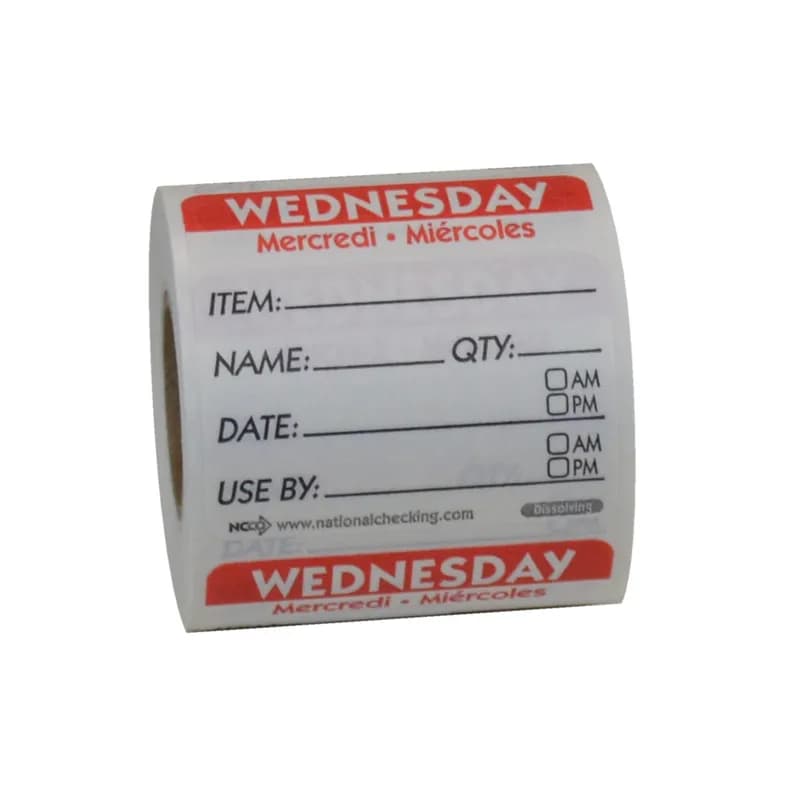 WEDNESDAY
Mercredi • Miércoles
ITEM:
NAME: QTY:
AM
PM
DATE:
AM
PM
USE BY:
NCCO www.nationalchecking.com Dissolving
DATE:
WEDNESDAY
Mercredi • Miércoles